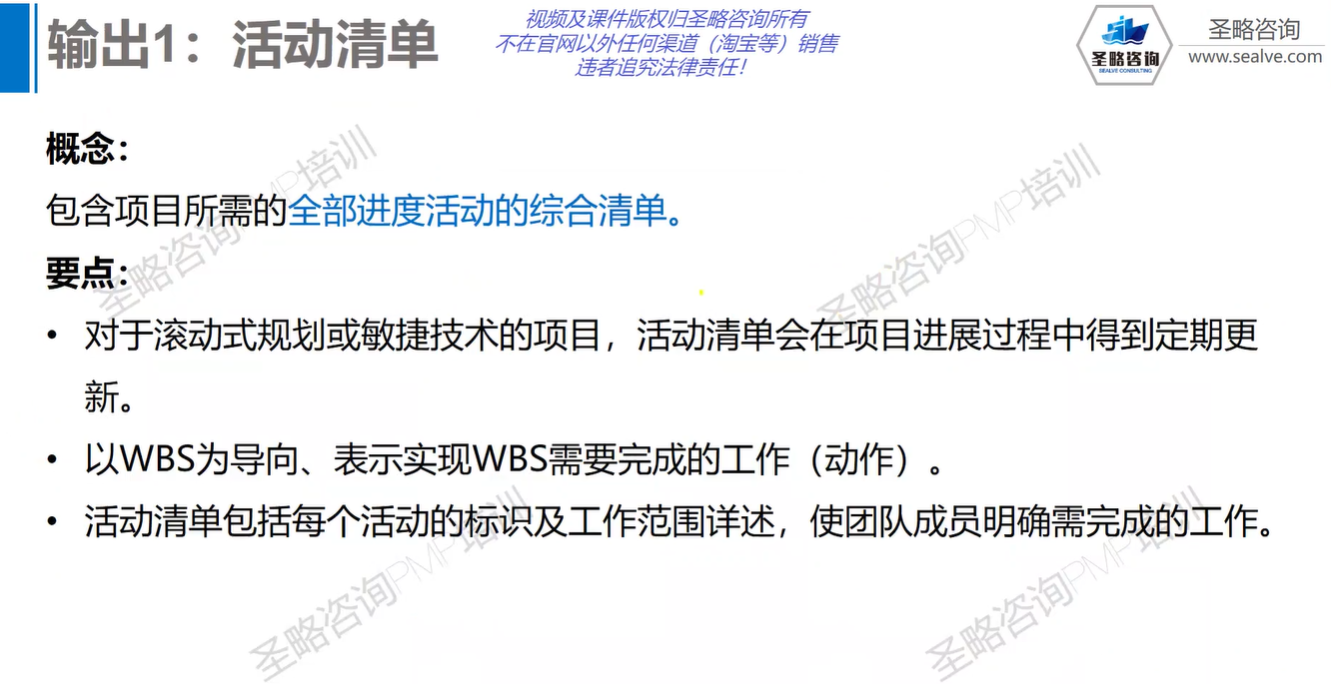 输出1：活动清单
视频及课件版权归圣略咨询所有
不在官网以外任何渠道（淘宝等）销售
违者追究法律责任！
圣略咨询
SEALVE CONSULTING
圣略咨询
www.sealve.com
概念：
包含项目所需的全部进度活动的综合清单。
要点：
• 对于滚动式规划或敏捷技术的项目，活动清单会在项目进展过程中得到定期更
新。
• 以WBS为导向、表示实现WBS需要完成的工作（动作）。
• 活动清单包括每个活动的标识及工作范围详述，使团队成员明确需完成的工作。
圣略咨询PMP培训
圣略咨询PMP培训
圣略咨询PMP培训
圣略咨询PMP培训